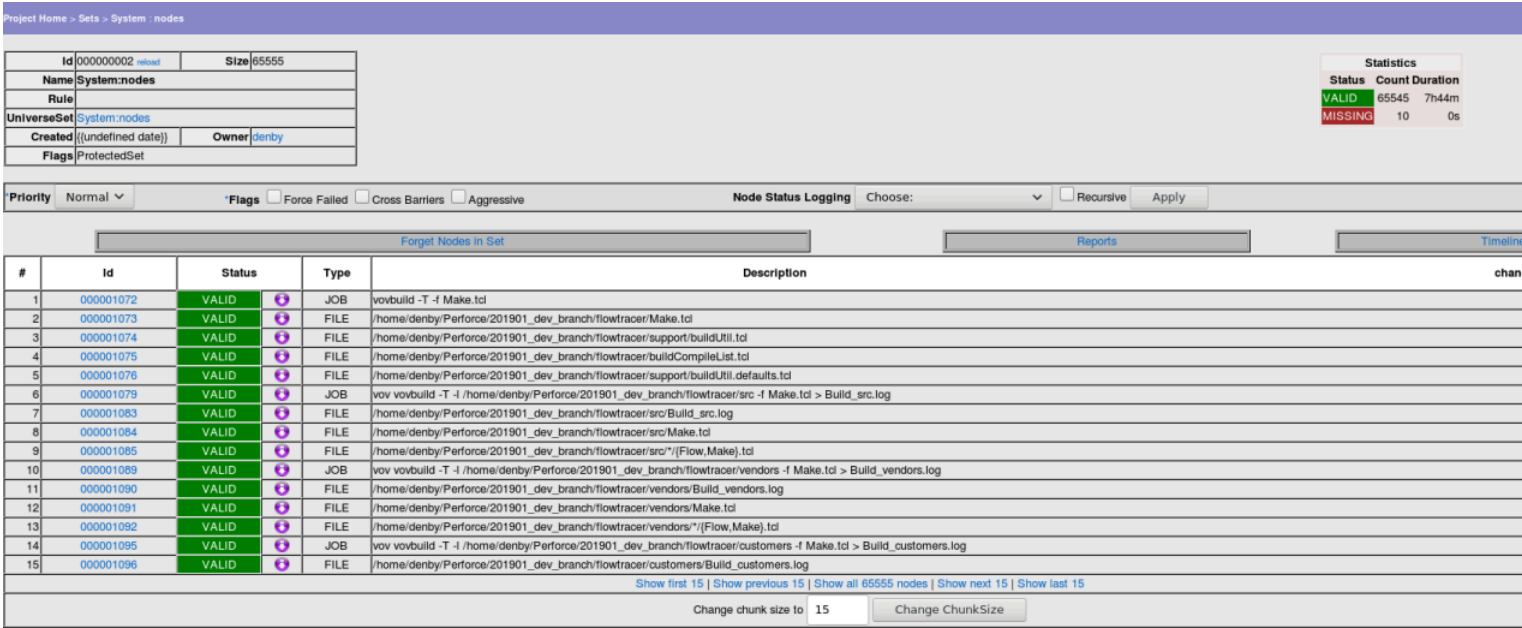 Project Home > Sets > System : nodes
Id 000000002 reload Size 65555
Name System:nodes
Rule
UniverseSet System:nodes
Created {{undefined date}} Owner denby
Flags ProtectedSet
Statistics
Status Count Duration
VALID 65545 7h44m
MISSING 10 0s
*Priority Normal *Flags Force Failed Cross Barriers Aggressive Node Status Logging Choose: Recursive Apply
Forget Nodes in Set Reports Timeline
# Id Status Type Description chan
1 000001072 VALID JOB vovbuild -T -f Make.tcl
2 000001073 VALID FILE /home/denby/Perforce/201901_dev_branch/flowtracer/Make.tcl
3 000001074 VALID FILE /home/denby/Perforce/201901_dev_branch/flowtracer/support/buildUtil.tcl
4 000001075 VALID FILE /home/denby/Perforce/201901_dev_branch/flowtracer/buildCompileList.tcl
5 000001076 VALID FILE /home/denby/Perforce/201901_dev_branch/flowtracer/support/buildUtil.defaults.tcl
6 000001079 VALID JOB vov vovbuild -T -l /home/denby/Perforce/201901_dev_branch/flowtracer/src -f Make.tcl > Build_src.log
7 000001083 VALID FILE /home/denby/Perforce/201901_dev_branch/flowtracer/src/Build_src.log
8 000001084 VALID FILE /home/denby/Perforce/201901_dev_branch/flowtracer/src/Make.tcl
9 000001085 VALID FILE /home/denby/Perforce/201901_dev_branch/flowtracer/src/*/{Flow,Make}.tcl
10 000001089 VALID JOB vov vovbuild -T -l /home/denby/Perforce/201901_dev_branch/flowtracer/vendors -f Make.tcl > Build_vendors.log
11 000001090 VALID FILE /home/denby/Perforce/201901_dev_branch/flowtracer/vendors/Build_vendors.log
12 000001091 VALID FILE /home/denby/Perforce/201901_dev_branch/flowtracer/vendors/Make.tcl
13 000001092 VALID FILE /home/denby/Perforce/201901_dev_branch/flowtracer/vendors/*/{Flow,Make}.tcl
14 000001095 VALID JOB vov vovbuild -T -l /home/denby/Perforce/201901_dev_branch/flowtracer/customers -f Make.tcl > Build_customers.log
15 000001096 VALID FILE /home/denby/Perforce/201901_dev_branch/flowtracer/customers/Build_customers.log
Show first 15 | Show previous 15 | Show all 65555 nodes | Show next 15 | Show last 15
Change chunk size to 15 Change ChunkSize